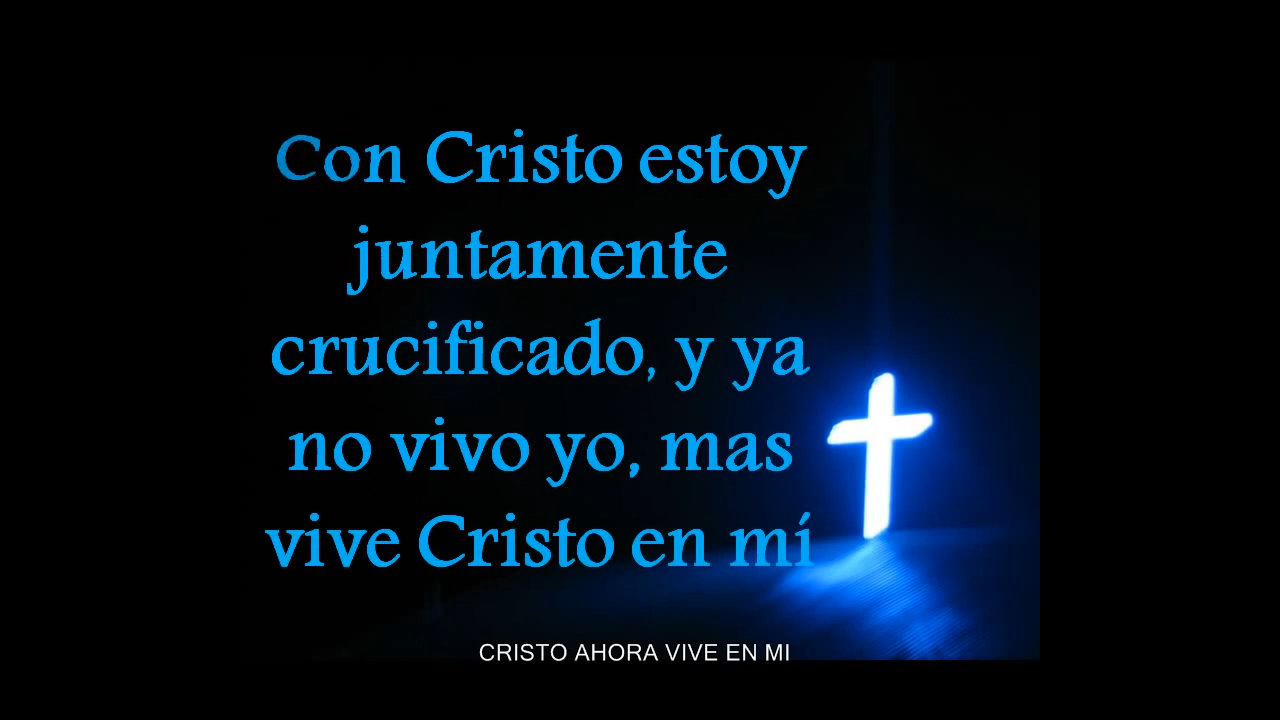 Con Cristo estoy
juntamente
crucificado, y ya
no vivo yo, mas
vive Cristo en mí
CRISTO AHORA VIVE EN MI